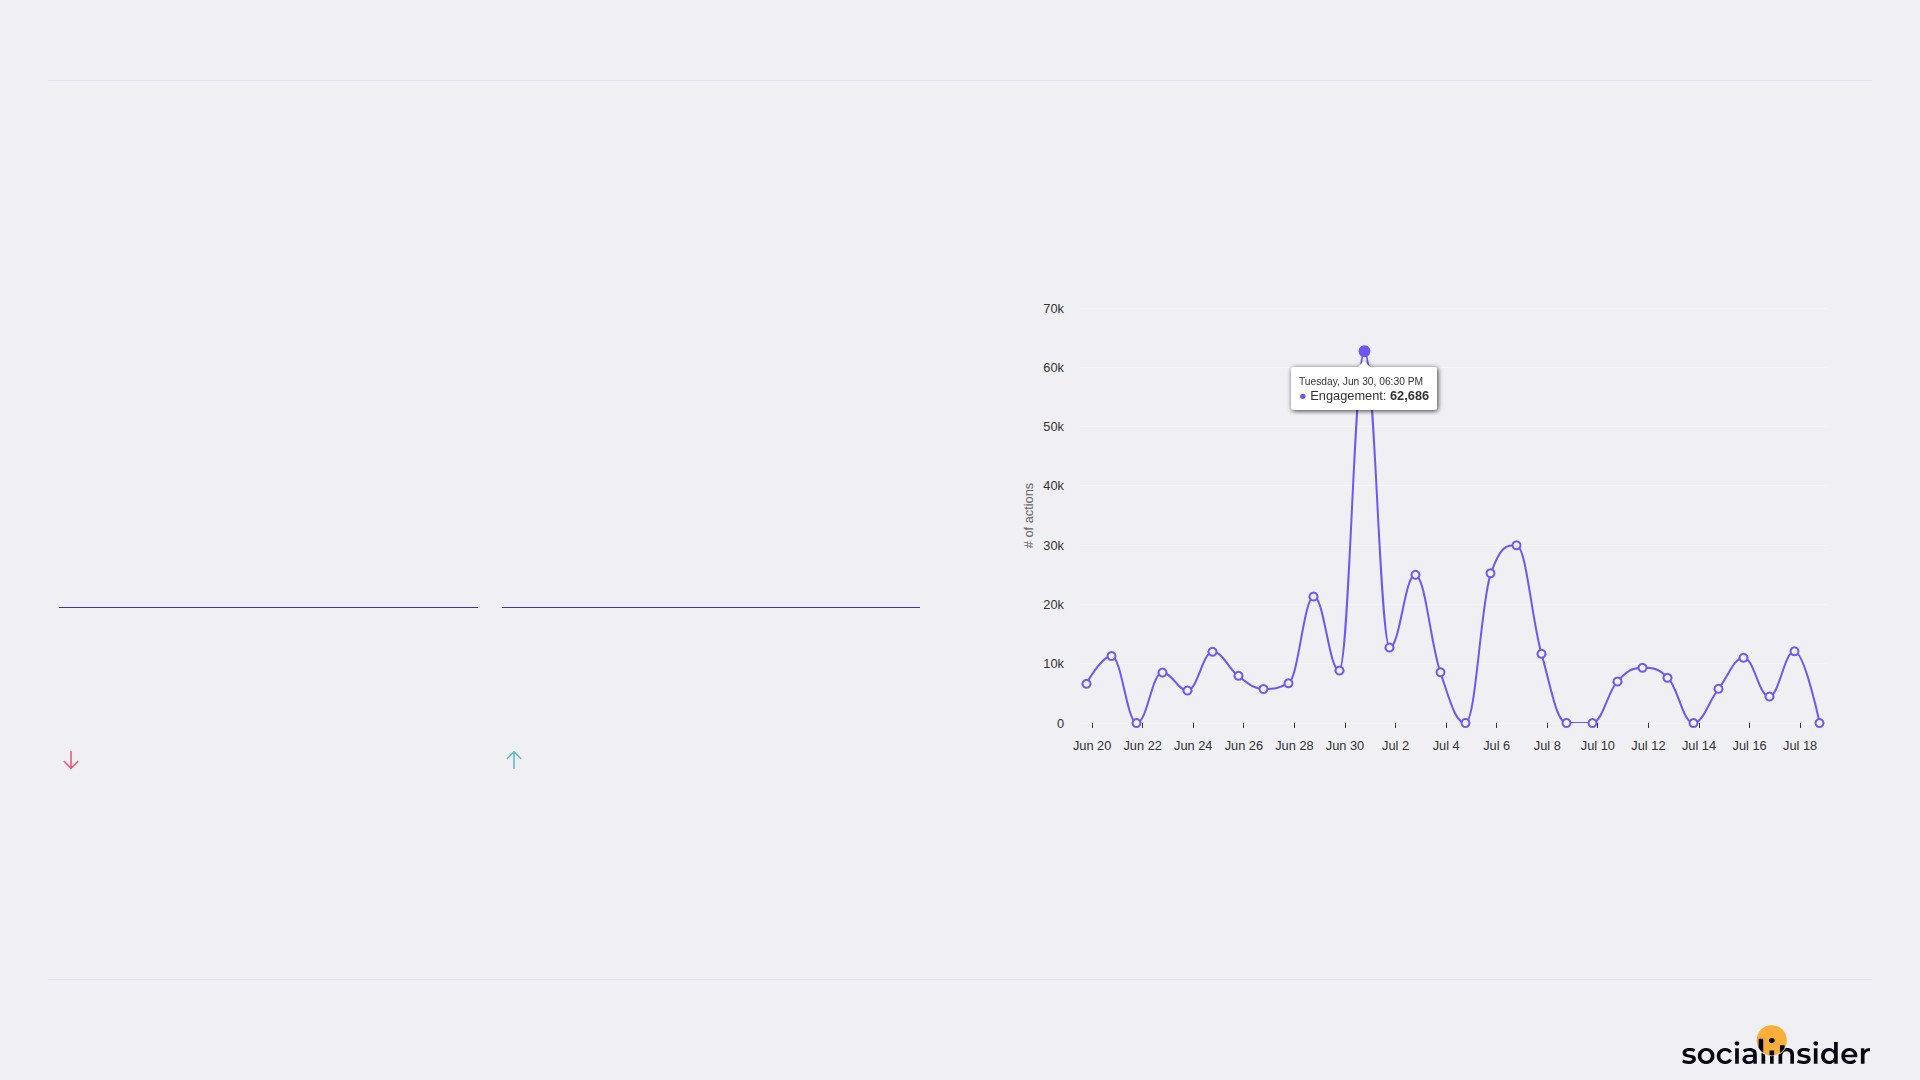 70k
60k
Tuesday, Jun 30, 06:30 PM
● Engagement: 62,686
50k
40k
# of actions
30k
20k
10k
0
Jun 20 Jun 22 Jun 24 Jun 26 Jun 28 Jun 30 Jul 2 Jul 4 Jul 6 Jul 8 Jul 10 Jul 12 Jul 14 Jul 16 Jul 18
socialinsider